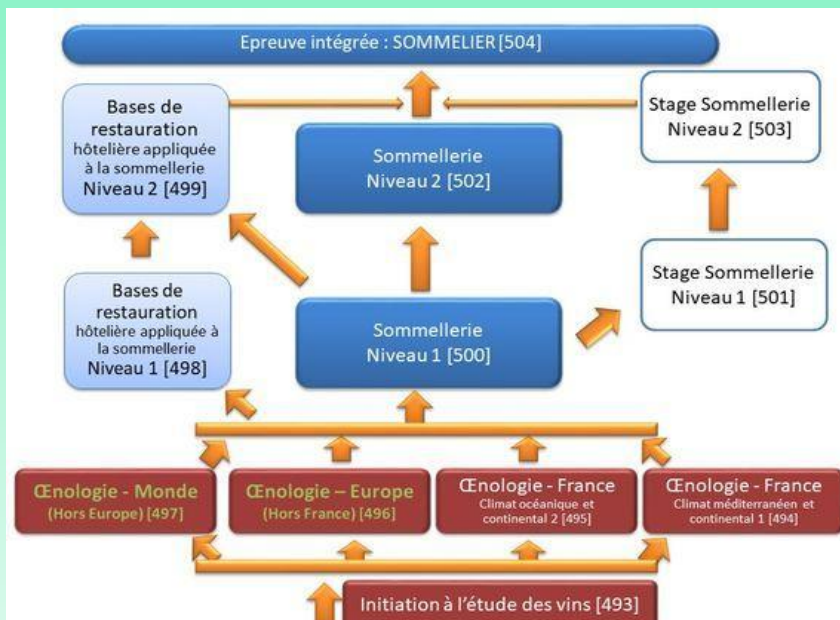 Epreuve intégrée : SOMMELIER [504]
Bases de
restauration
hôtelière appliquée
à la sommellerie
Niveau 2 [499]
Sommellerie
Niveau 2 [502]
Stage Sommellerie
Niveau 2 [503]
Bases de
restauration
hôtelière appliquée à
la sommellerie
Niveau 1 [498]
Sommellerie
Niveau 1 [500]
Stage Sommellerie
Niveau 1 [501]
Œnologie - Monde
(Hors Europe) [497]
Œnologie – Europe
(Hors France) [496]
Œnologie - France
Climat océanique et
continental 2 [495]
Œnologie - France
Climat méditerranéen et
continental 1 [494]
Initiation à l'étude des vins [493]